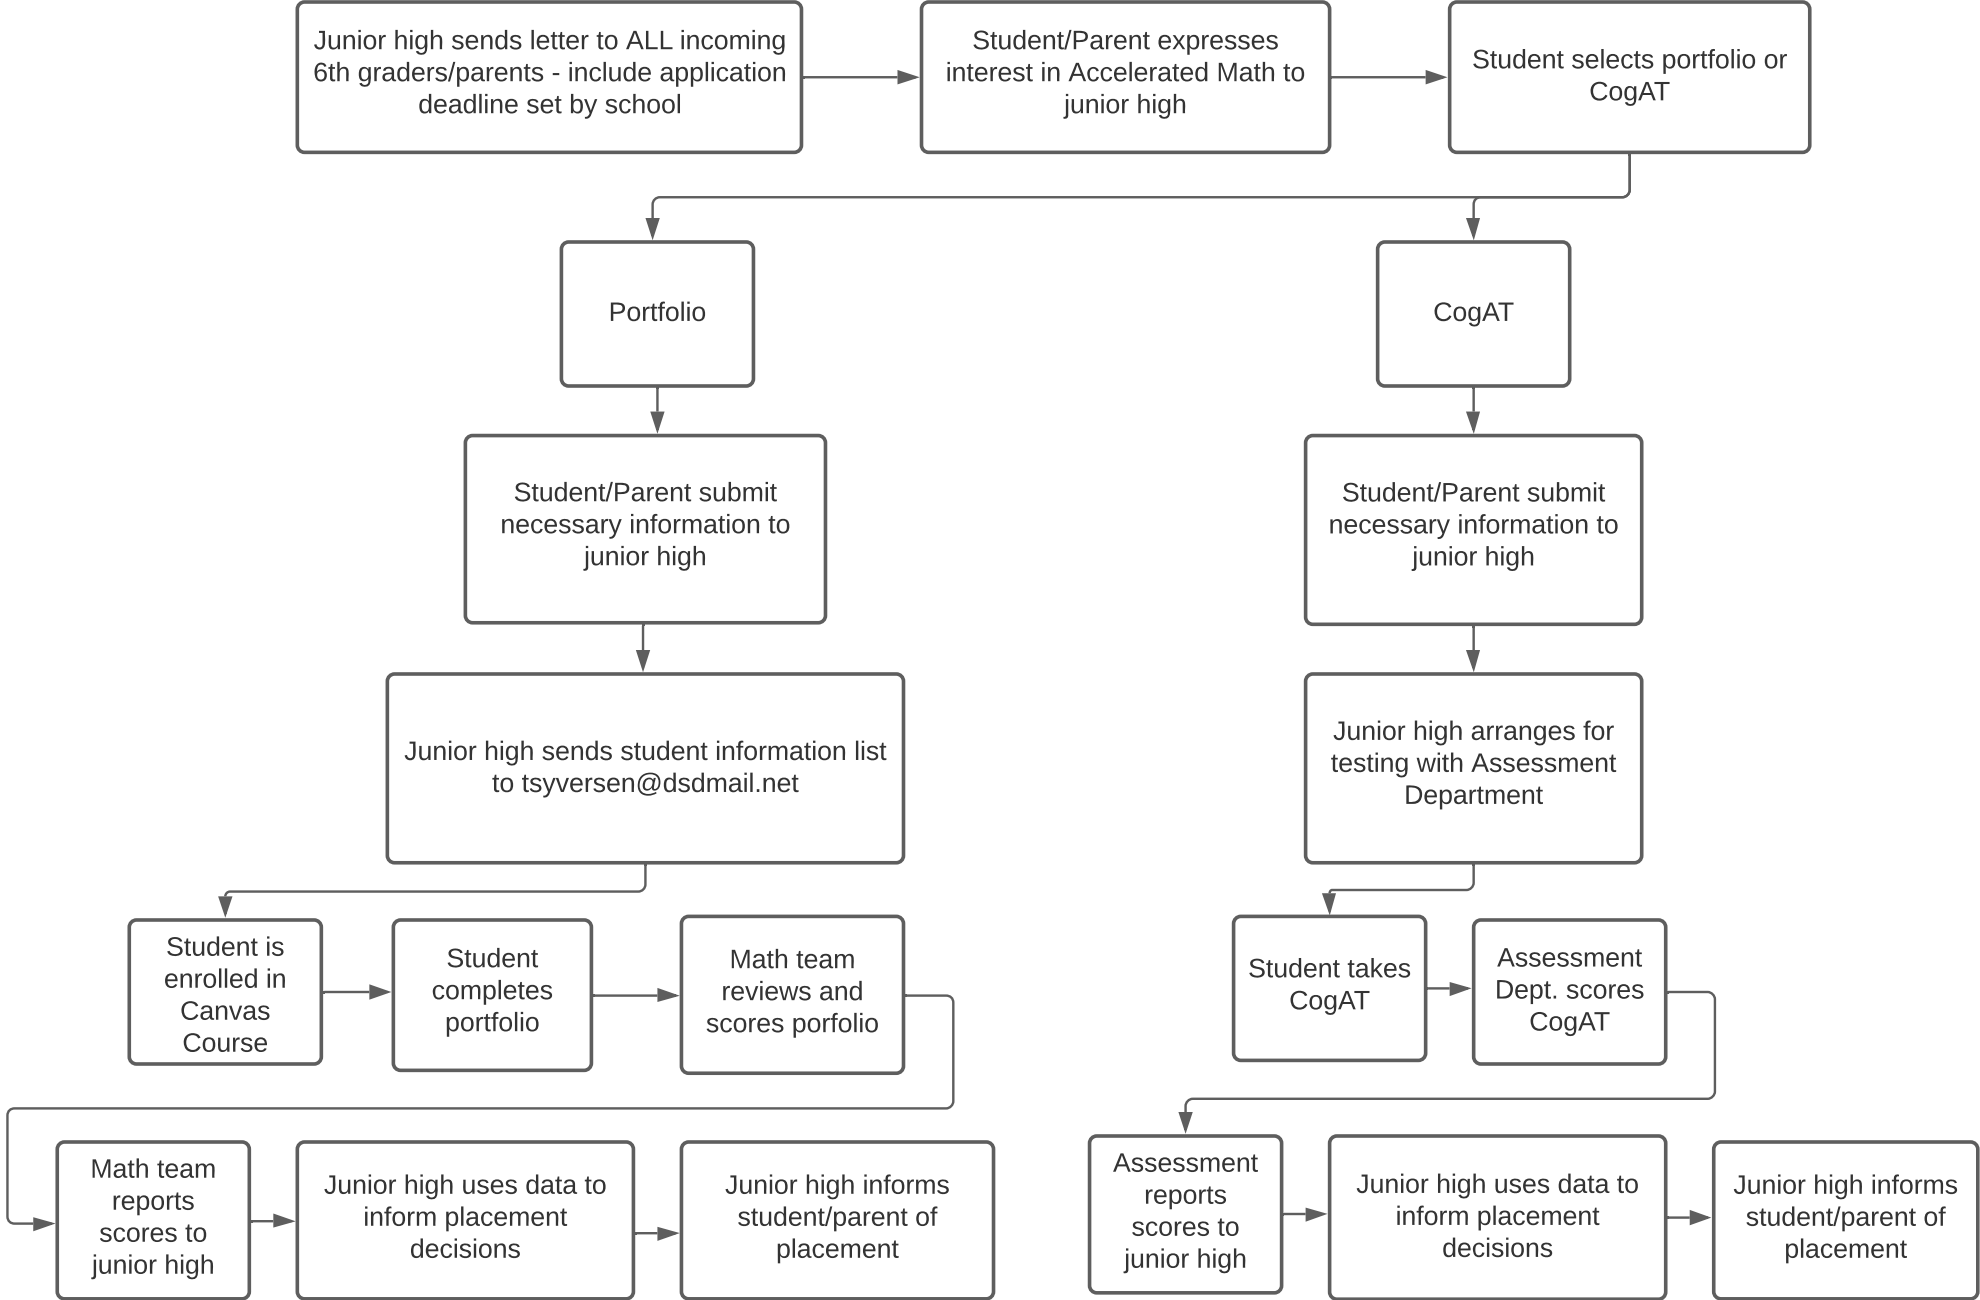 Junior high sends letter to ALL incoming
6th graders/parents - include application
deadline set by school
Student/Parent expresses
interest in Accelerated Math to
junior high
Student selects portfolio or
CogAT
Portfolio
CogAT
Student/Parent submit
necessary information to
junior high
Student/Parent submit
necessary information to
junior high
Junior high sends student information list
to tsyversen@dsdmail.net
Junior high arranges for
testing with Assessment
Department
Student is
enrolled in
Canvas
Course
Student
completes
portfolio
Math team
reviews and
scores porfolio
Student takes
CogAT
Assessment
Dept. scores
CogAT
Math team
reports
scores to
junior high
Junior high uses data to
inform placement
decisions
Junior high informs
student/parent of
placement
Assessment
reports
scores to
junior high
Junior high uses data to
inform placement
decisions
Junior high informs
student/parent of
placement